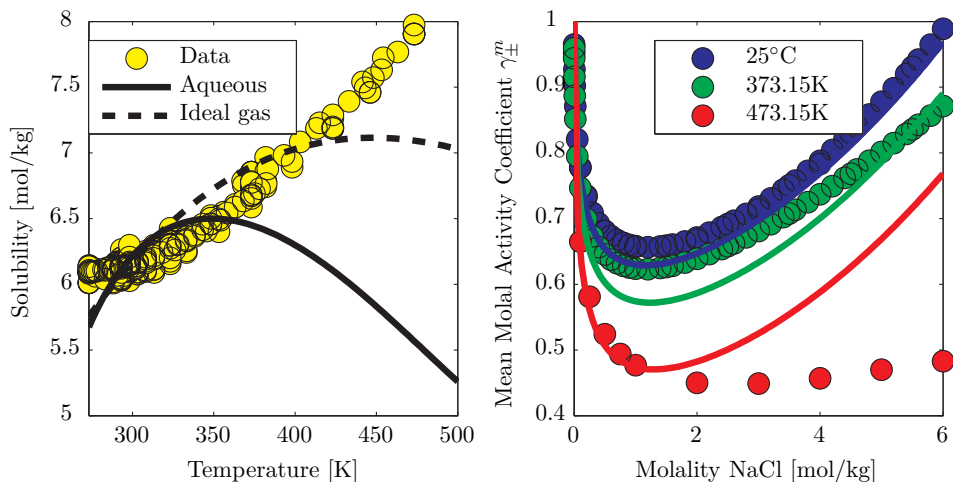 8
7.5
7
6.5
6
5.5
5
300
350
400
450
500
Solubility [mol/kg]
Temperature [K]
Data
Aqueous
Ideal gas
1
0.9
0.8
0.7
0.6
0.5
0.4
0
2
4
6
Mean Molal Activity Coefficient γ±^m
Molality NaCl [mol/kg]
25°C
373.15K
473.15K